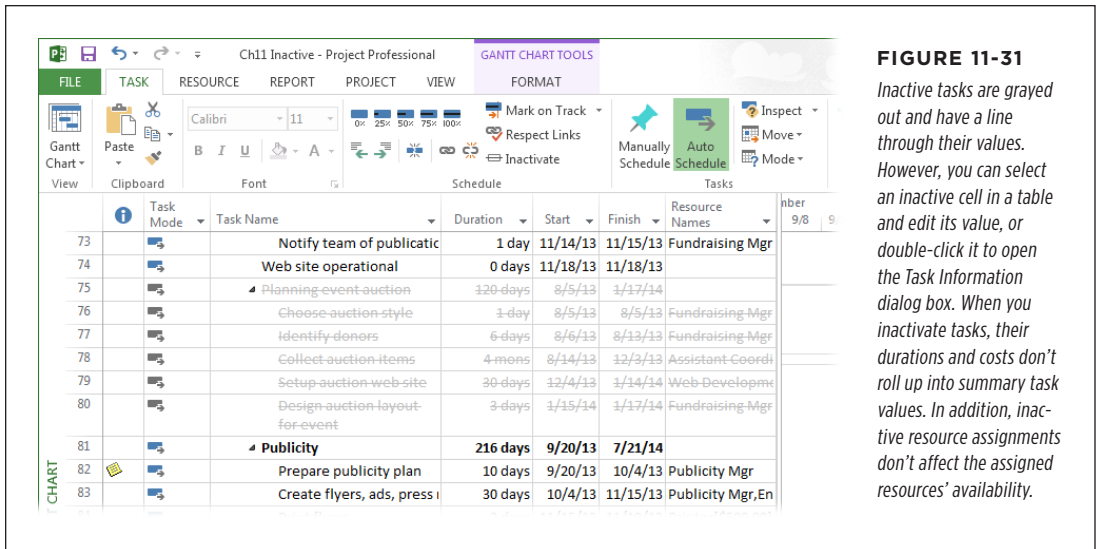 Ch11 Inactive - Project Professional
GANTT CHART TOOLS
FILE TASK RESOURCE REPORT PROJECT VIEW FORMAT
Gantt Chart
Paste
Calibri 11
B I U A
0% 25% 50% 75% 100%
Mark on Track
Respect Links
Inactivate
Manually Schedule
Auto Schedule
Inspect
Move
Mode
View Clipboard Font Schedule Tasks
Task Mode Task Name Duration Start Finish Resource Names
9/8
73 Notify team of publicatic 1 day 11/14/13 11/15/13 Fundraising Mgr
74 Web site operational 0 days 11/18/13 11/18/13
75 Planning event auction 120 days 8/5/13 1/17/14
76 Choose auction style 1 day 8/5/13 8/5/13 Fundraising Mgr
77 Identify donors 6 days 8/6/13 8/13/13 Fundraising Mgr
78 Collect auction items 4 mons 8/14/13 12/3/13 Assistant Coordi
79 Setup auction web site 30 days 12/4/13 1/14/14 Web Developme
80 Design auction layout for event 3 days 1/15/14 1/17/14 Fundraising Mgr
81 Publicity 216 days 9/20/13 7/21/14
82 Prepare publicity plan 10 days 9/20/13 10/4/13 Publicity Mgr
83 Create flyers, ads, press 30 days 10/4/13 11/15/13 Publicity Mgr,En
CHART
FIGURE 11-31
Inactive tasks are grayed
out and have a line
through their values.
However, you can select
an inactive cell in a table
and edit its value, or
double-click it to open
the Task Information
dialog box. When you
inactivate tasks, their
durations and costs don't
roll up into summary task
values. In addition, inac-
tive resource assignments
don't affect the assigned
resources' availability.